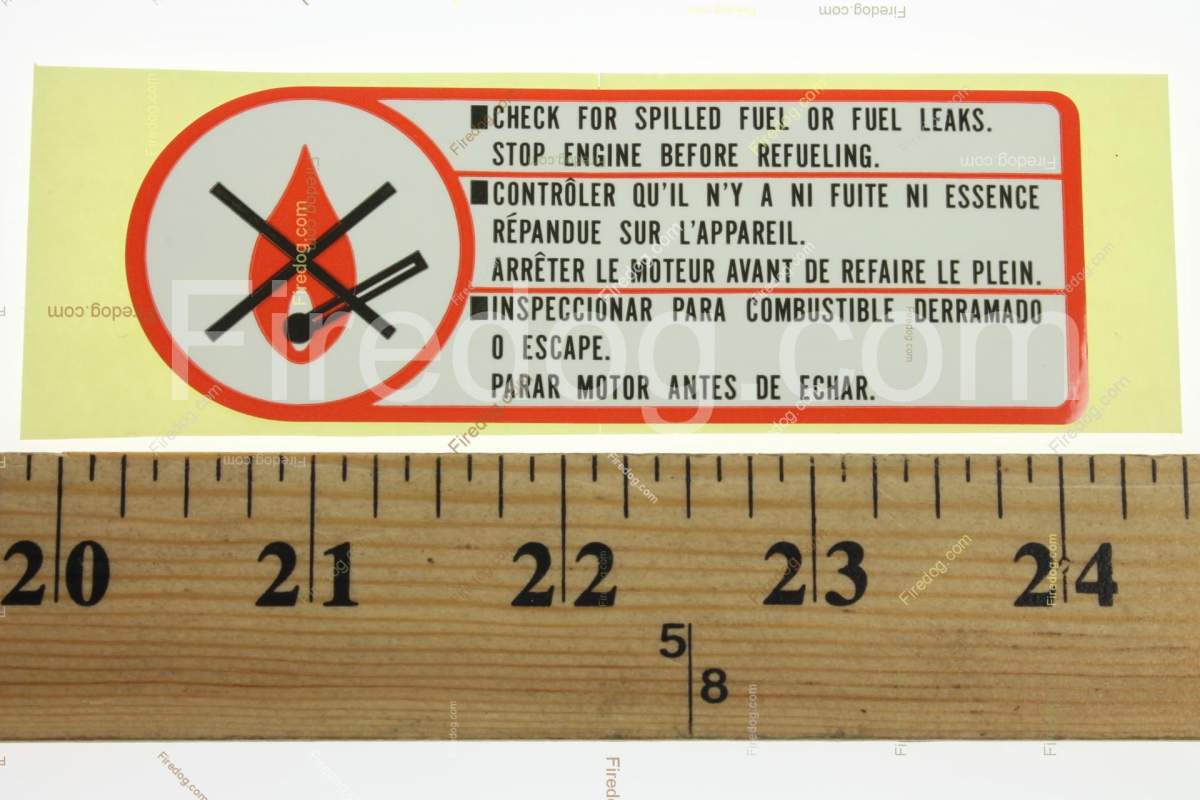 ■CHECK FOR SPILLED FUEL OR FUEL LEAKS.
STOP ENGINE BEFORE REFUELING.
■CONTRÔLER QU'IL N'Y A NI FUITE NI ESSENCE
RÉPANDUE SUR L'APPAREIL.
ARRÊTER LE MOTEUR AVANT DE REFAIRE LE PLEIN.
■INSPECCIONAR PARA COMBUSTIBLE DERRAMADO
O ESCAPE.
PARAR MOTOR ANTES DE ECHAR.
Firedog.com
20 21 22 23 24
5
8